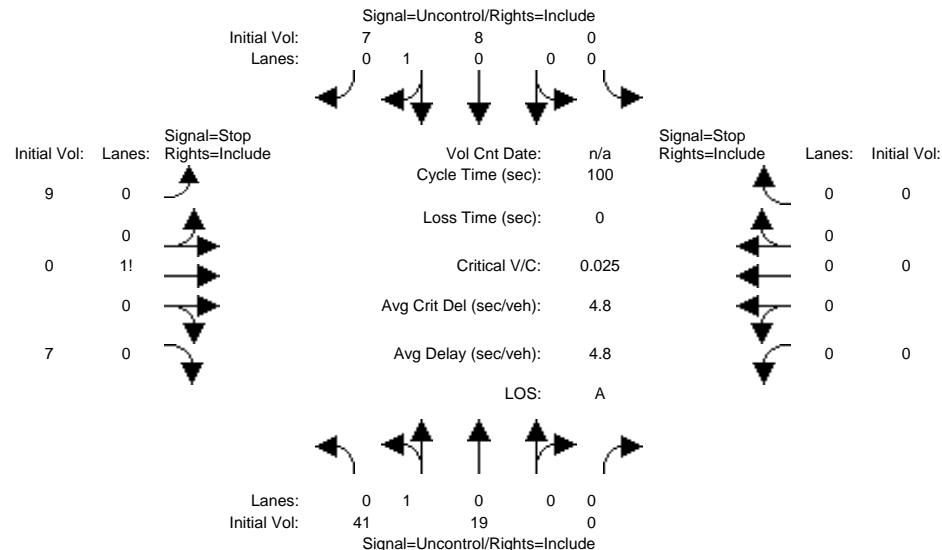 Signal=Uncontrol/Rights=Include
Initial Vol: 7 8 0
Lanes: 0 1 0 0 0
Signal=Stop Signal=Stop
Initial Vol: Lanes: Rights=Include Vol Cnt Date: n/a Rights=Include Lanes: Initial Vol:
Cycle Time (sec): 100
9 0 0 0
Loss Time (sec): 0
0 0
0 1! Critical V/C: 0.025 0 0
0 Avg Crit Del (sec/veh): 4.8 0
7 0 Avg Delay (sec/veh): 4.8 0 0
LOS: A
Lanes: 0 1 0 0 0
Initial Vol: 41 19 0
Signal=Uncontrol/Rights=Include